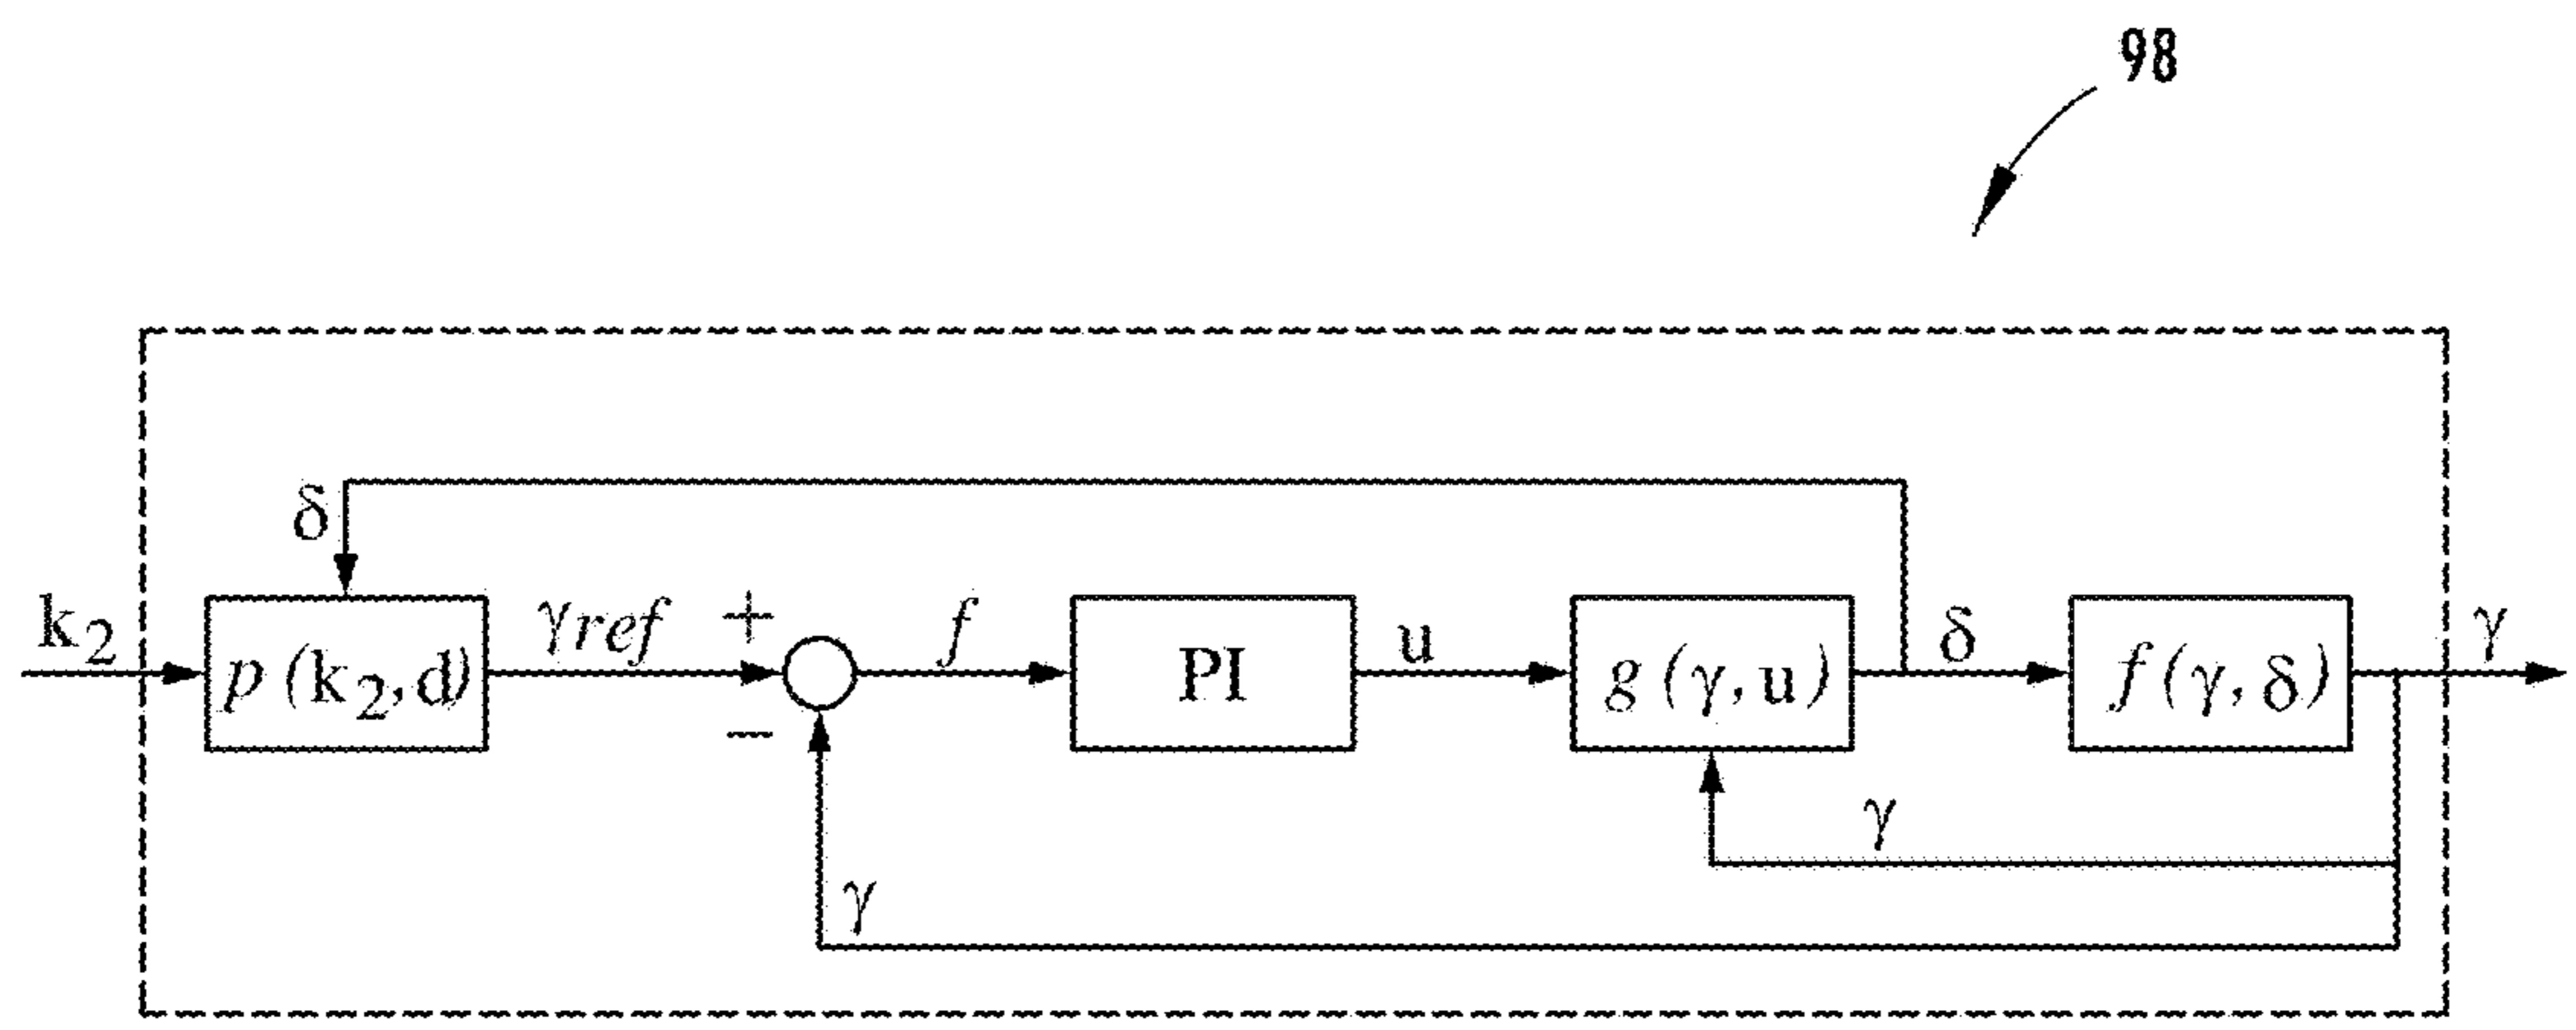 98
δ
k₂
p (k₂, d)
γref
+
−
f
PI
u
g (γ, u)
δ
f (γ, δ)
γ
γ
γ